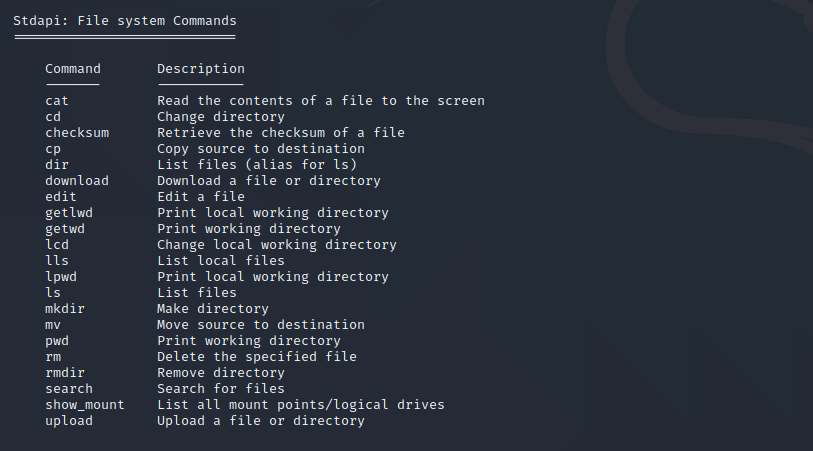 Stdapi: File system Commands
Command Description
cat Read the contents of a file to the screen
cd Change directory
checksum Retrieve the checksum of a file
cp Copy source to destination
dir List files (alias for ls)
download Download a file or directory
edit Edit a file
getlwd Print local working directory
getwd Print working directory
lcd Change local working directory
lls List local files
lpwd Print local working directory
ls List files
mkdir Make directory
mv Move source to destination
pwd Print working directory
rm Delete the specified file
rmdir Remove directory
search Search for files
show_mount List all mount points/logical drives
upload Upload a file or directory